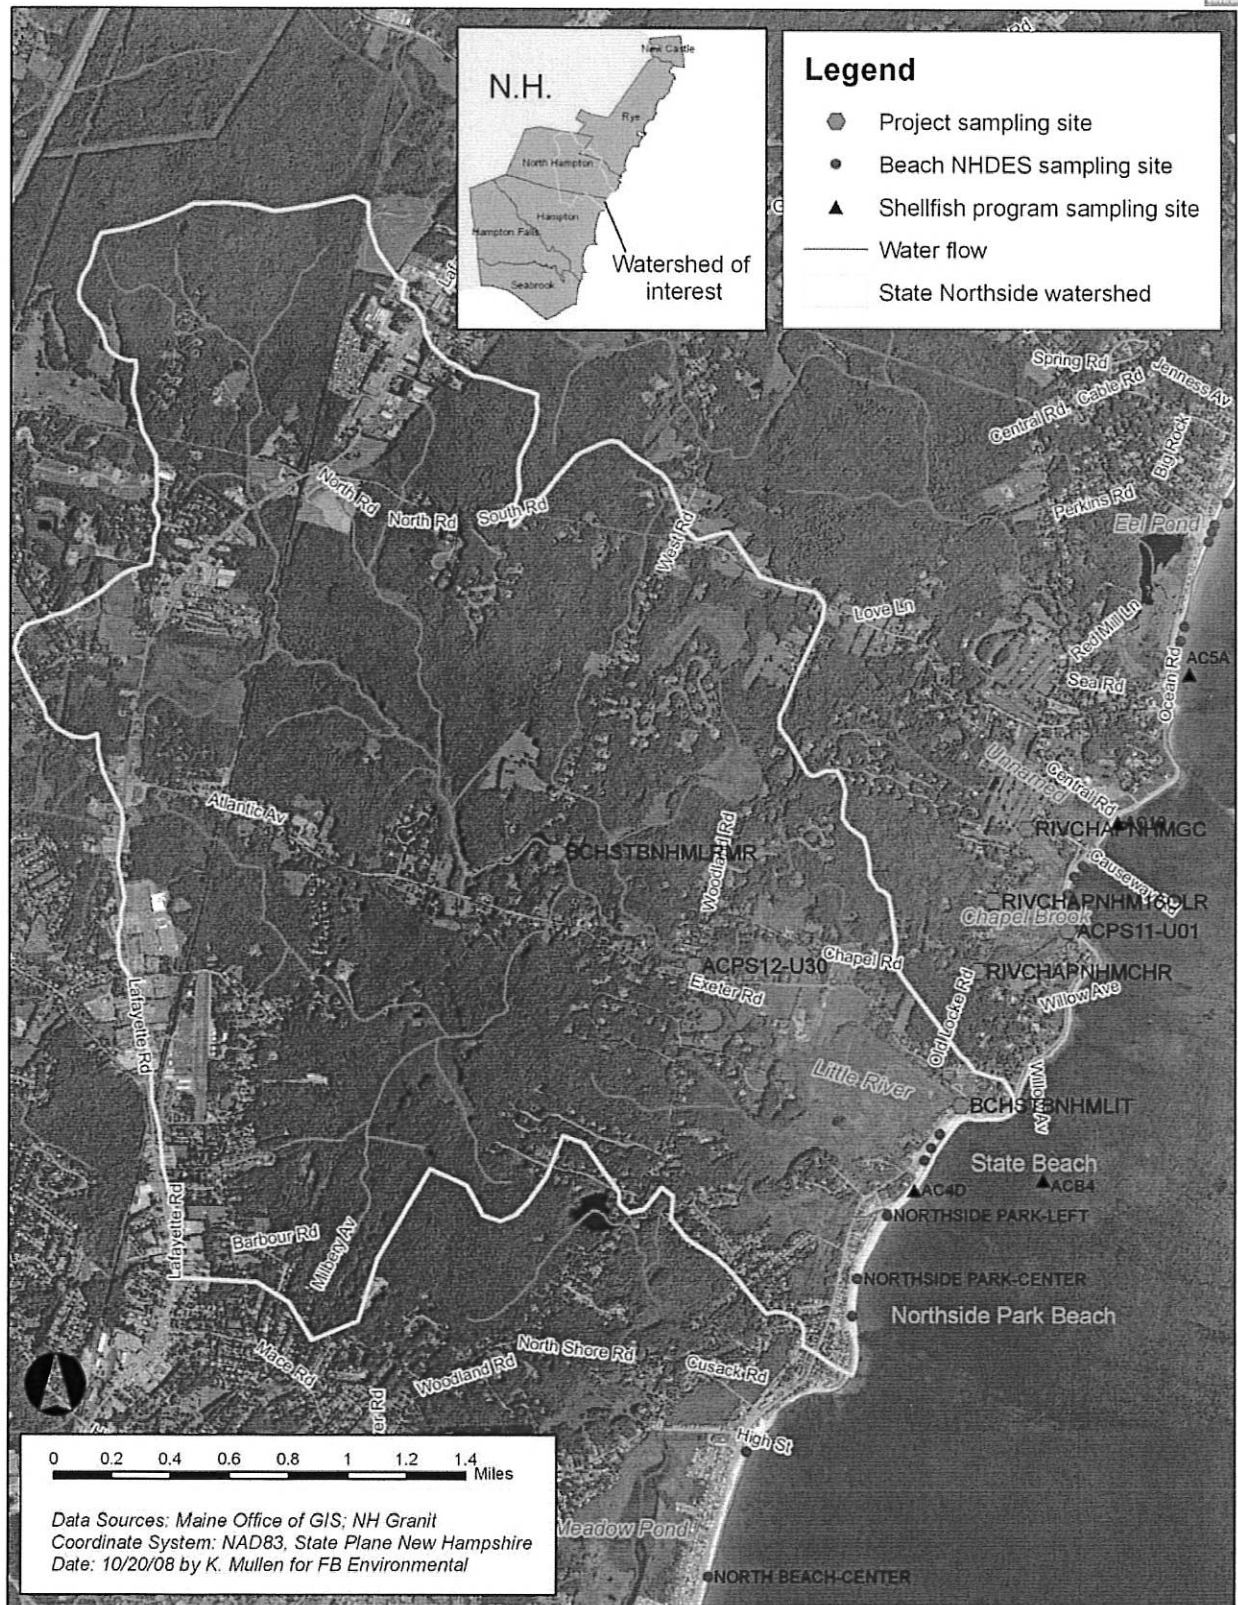 N.H.
New Castle
Rye
North Hampton
Hampton
Hampton Falls
Seabrook
Watershed of
interest
Legend
Project sampling site
Beach NHDES sampling site
Shellfish program sampling site
Water flow
State Northside watershed
Rd
Spring Rd
Jenness Av
Central Rd.
Cable Rd
Big Rock
Perkins Rd
Eel Pond
North Rd
North Rd
South Rd
West Rd
Love Ln
Red Mill Ln
Sea Rd
Ocean Rd
AC5A
Unnamed
Central Rd
RIVCHAPNHMGC
Causeway Rd
Atlantic Av
BCHSTBNHMLRMR
Woodland Rd
Chapel Brook
ACPS11-U01
ACPS12-U30
Chapel Rd
RIVCHAPNHMCHR
Exeter Rd
Willow Ave
Old Locke Rd
Lafayette Rd
Little River
Willow Av
BCHSTBNHMLIT
State Beach
ACB4
AC4D
NORTHSIDE PARK-LEFT
Lafayette Rd
Barbour Rd
Milbery Av
NORTHSIDE PARK-CENTER
Northside Park Beach
North Shore Rd
Mace Rd
Woodland Rd
Cusack Rd
er Rd
High St
Meadow Pond
NORTH BEACH-CENTER
0 0.2 0.4 0.6 0.8 1 1.2 1.4
Miles
Data Sources: Maine Office of GIS; NH Granit
Coordinate System: NAD83, State Plane New Hampshire
Date: 10/20/08 by K. Mullen for FB Environmental